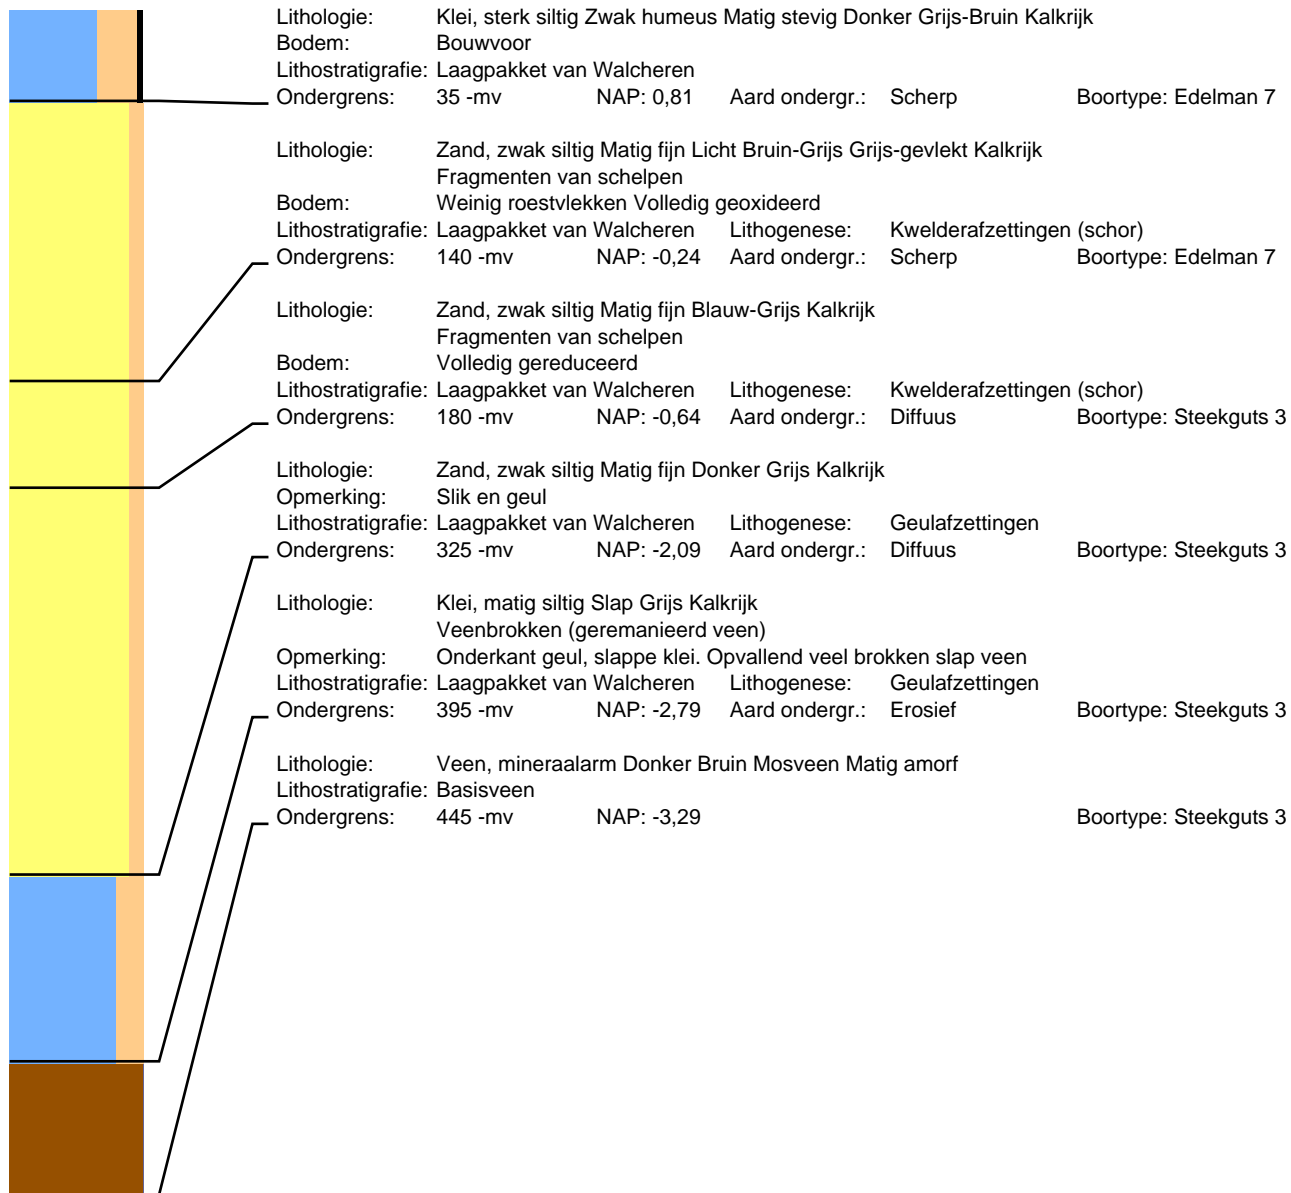 Lithologie: Klei, sterk siltig Zwak humeus Matig stevig Donker Grijs-Bruin Kalkrijk
Bodem: Bouwvoor
Lithostratigrafie: Laagpakket van Walcheren
Ondergrens: 35 -mv NAP: 0,81 Aard ondergr.: Scherp Boortype: Edelman 7
Lithologie: Zand, zwak siltig Matig fijn Licht Bruin-Grijs Grijs-gevlekt Kalkrijk
Fragmenten van schelpen
Bodem: Weinig roestvlekken Volledig geoxideerd
Lithostratigrafie: Laagpakket van Walcheren Lithogenese: Kwelderafzettingen (schor)
Ondergrens: 140 -mv NAP: -0,24 Aard ondergr.: Scherp Boortype: Edelman 7
Lithologie: Zand, zwak siltig Matig fijn Blauw-Grijs Kalkrijk
Fragmenten van schelpen
Bodem: Volledig gereduceerd
Lithostratigrafie: Laagpakket van Walcheren Lithogenese: Kwelderafzettingen (schor)
Ondergrens: 180 -mv NAP: -0,64 Aard ondergr.: Diffuus Boortype: Steekguts 3
Lithologie: Zand, zwak siltig Matig fijn Donker Grijs Kalkrijk
Opmerking: Slik en geul
Lithostratigrafie: Laagpakket van Walcheren Lithogenese: Geulafzettingen
Ondergrens: 325 -mv NAP: -2,09 Aard ondergr.: Diffuus Boortype: Steekguts 3
Lithologie: Klei, matig siltig Slap Grijs Kalkrijk
Veenbrokken (geremanieerd veen)
Opmerking: Onderkant geul, slappe klei. Opvallend veel brokken slap veen
Lithostratigrafie: Laagpakket van Walcheren Lithogenese: Geulafzettingen
Ondergrens: 395 -mv NAP: -2,79 Aard ondergr.: Erosief Boortype: Steekguts 3
Lithologie: Veen, mineraalarm Donker Bruin Mosveen Matig amorf
Lithostratigrafie: Basisveen
Ondergrens: 445 -mv NAP: -3,29 Boortype: Steekguts 3